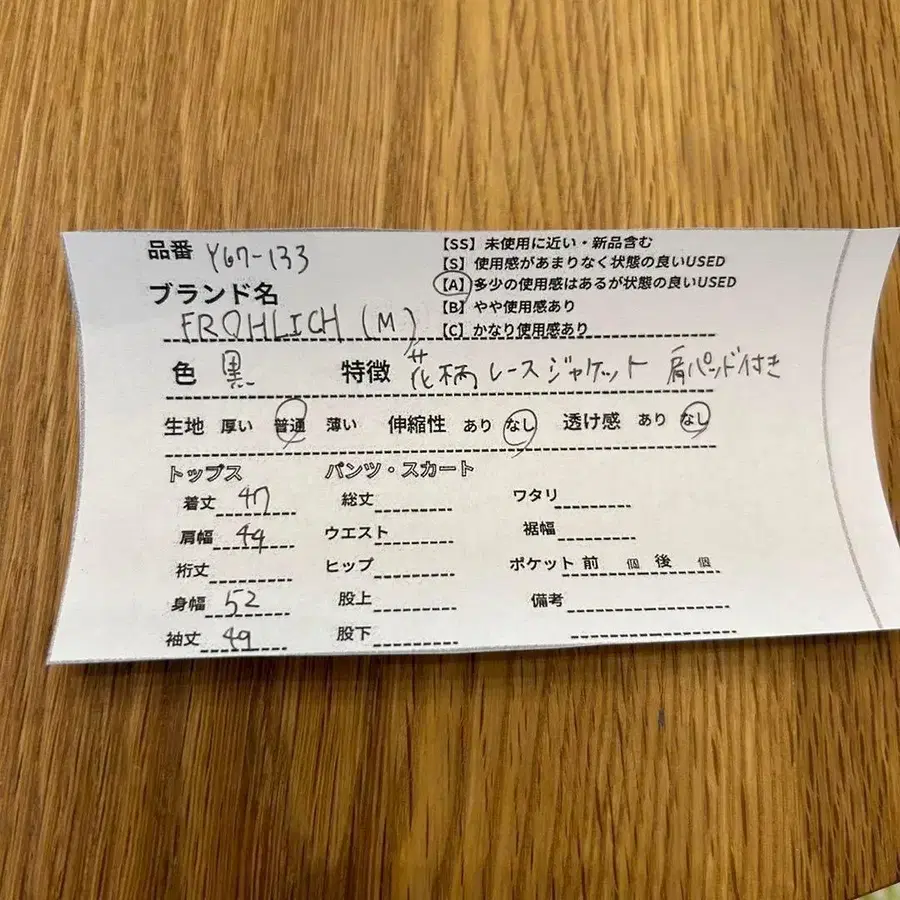 品番 Y67-133
ブランド名
FROHLICH (M)
【SS】未使用に近い・新品含む
【S】使用感があまりなく状態の良いUSED
【A】多少の使用感はあるが状態の良いUSED
【B】やや使用感あり
【C】かなり使用感あり
色 黒 特徴 花柄レースジャケット 肩パッド付き
生地 厚い 普通 薄い 伸縮性 あり なし 透け感 あり なし
トップス パンツ・スカート
着丈 47 総丈 ワタリ
肩幅 44 ウエスト 裾幅
裄丈 ヒップ ポケット 前 個 後 個
身幅 52 股上 備考
袖丈 49 股下